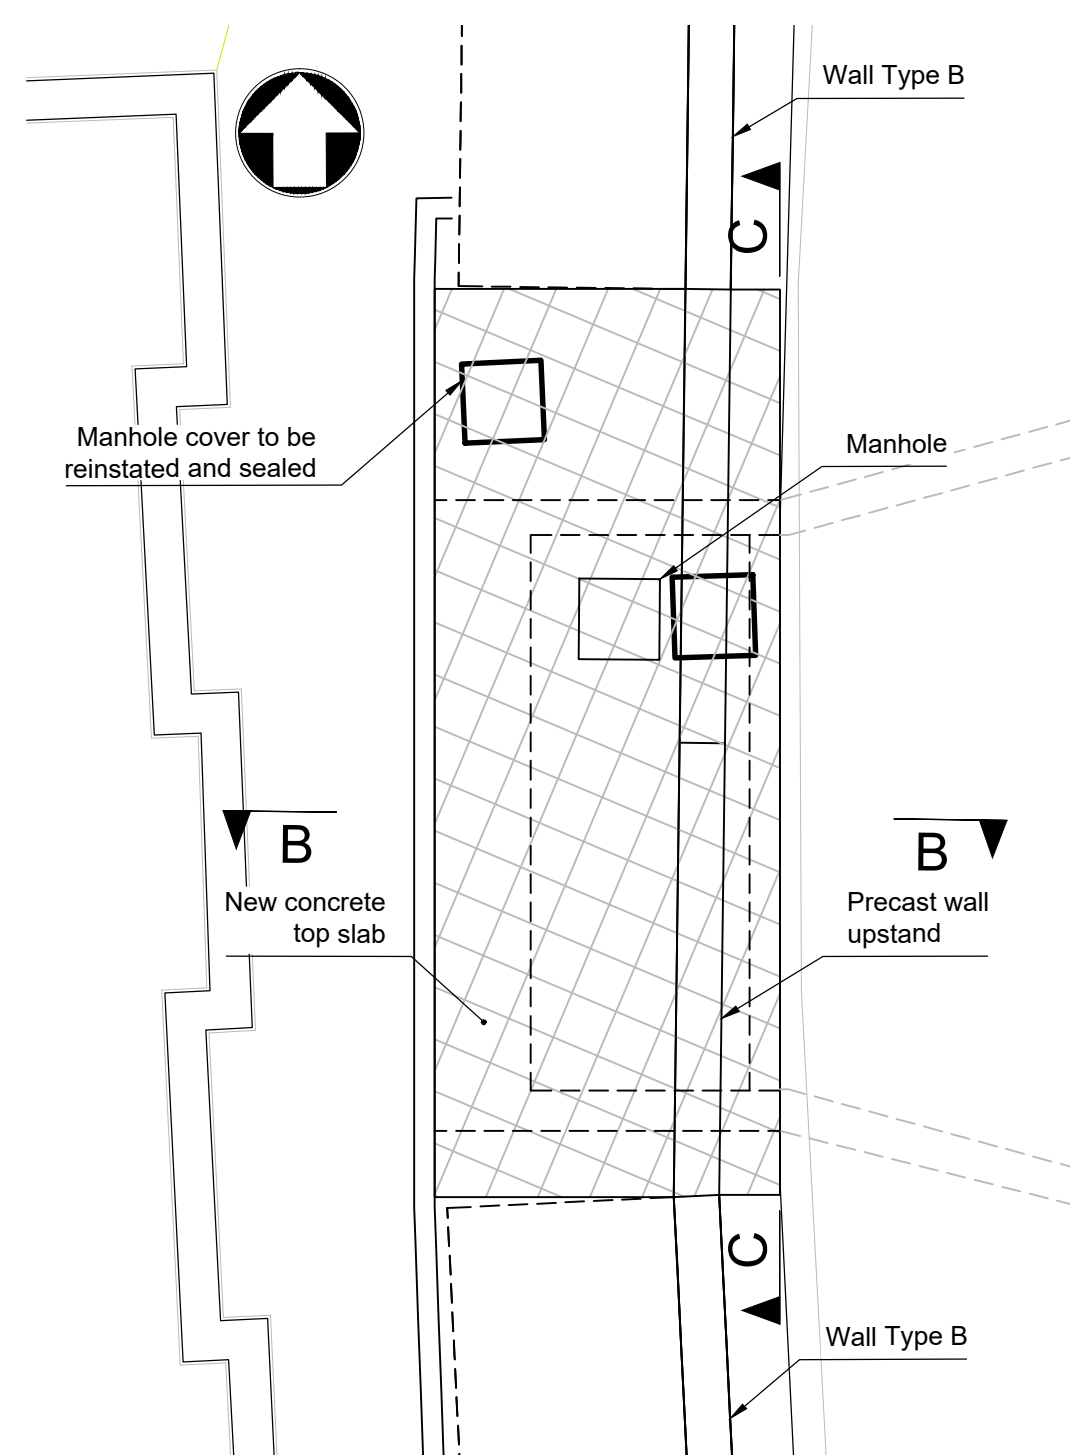 Wall Type B
C
Manhole cover to be
reinstated and sealed
Manhole
B
B
New concrete
top slab
Precast wall
upstand
C
Wall Type B